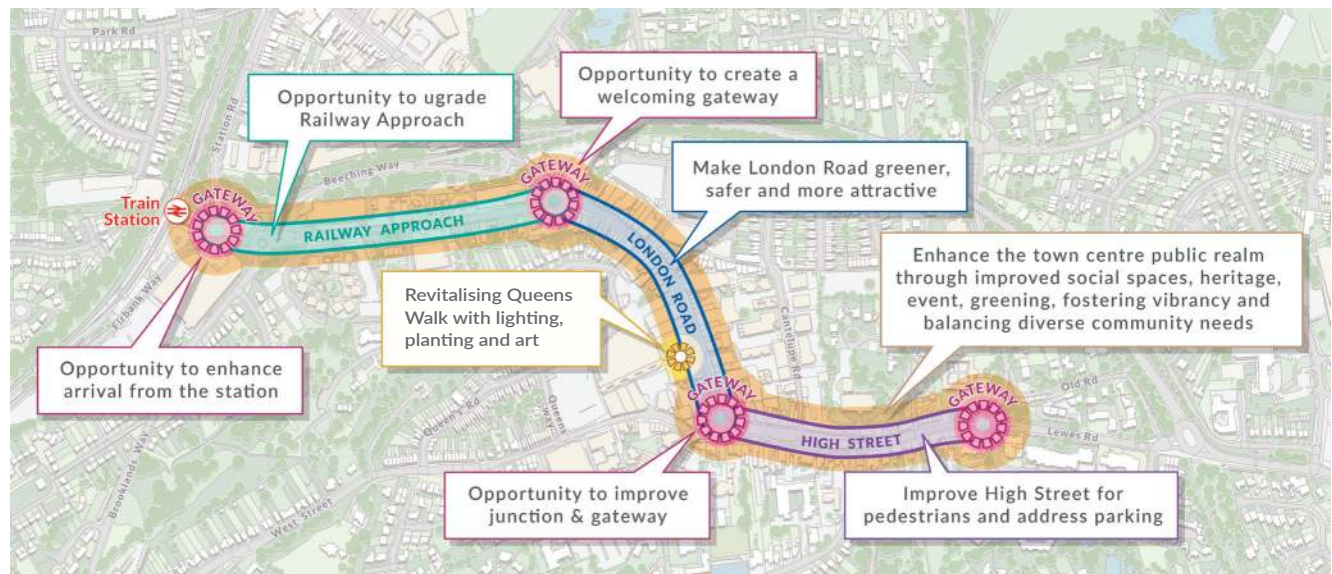 Park Rd
Station Rd
Opportunity to ugrade
Railway Approach
Opportunity to create a
welcoming gateway
Beeching Way
Make London Road greener,
safer and more attractive
Train
Station
GATEWAY
GATEWAY
RAILWAY APPROACH
LONDON ROAD
Firbank Way
Revitalising Queens
Walk with lighting,
planting and art
Cantelupe Rd
Enhance the town centre public realm
through improved social spaces, heritage,
event, greening, fostering vibrancy and
balancing diverse community needs
Opportunity to enhance
arrival from the station
Queen's Rd
Queens
Way
GATEWAY
GATEWAY
Old Rd
Lewes Rd
HIGH STREET
Brooklands Way
West Street
Opportunity to improve
junction & gateway
Improve High Street for
pedestrians and address parking